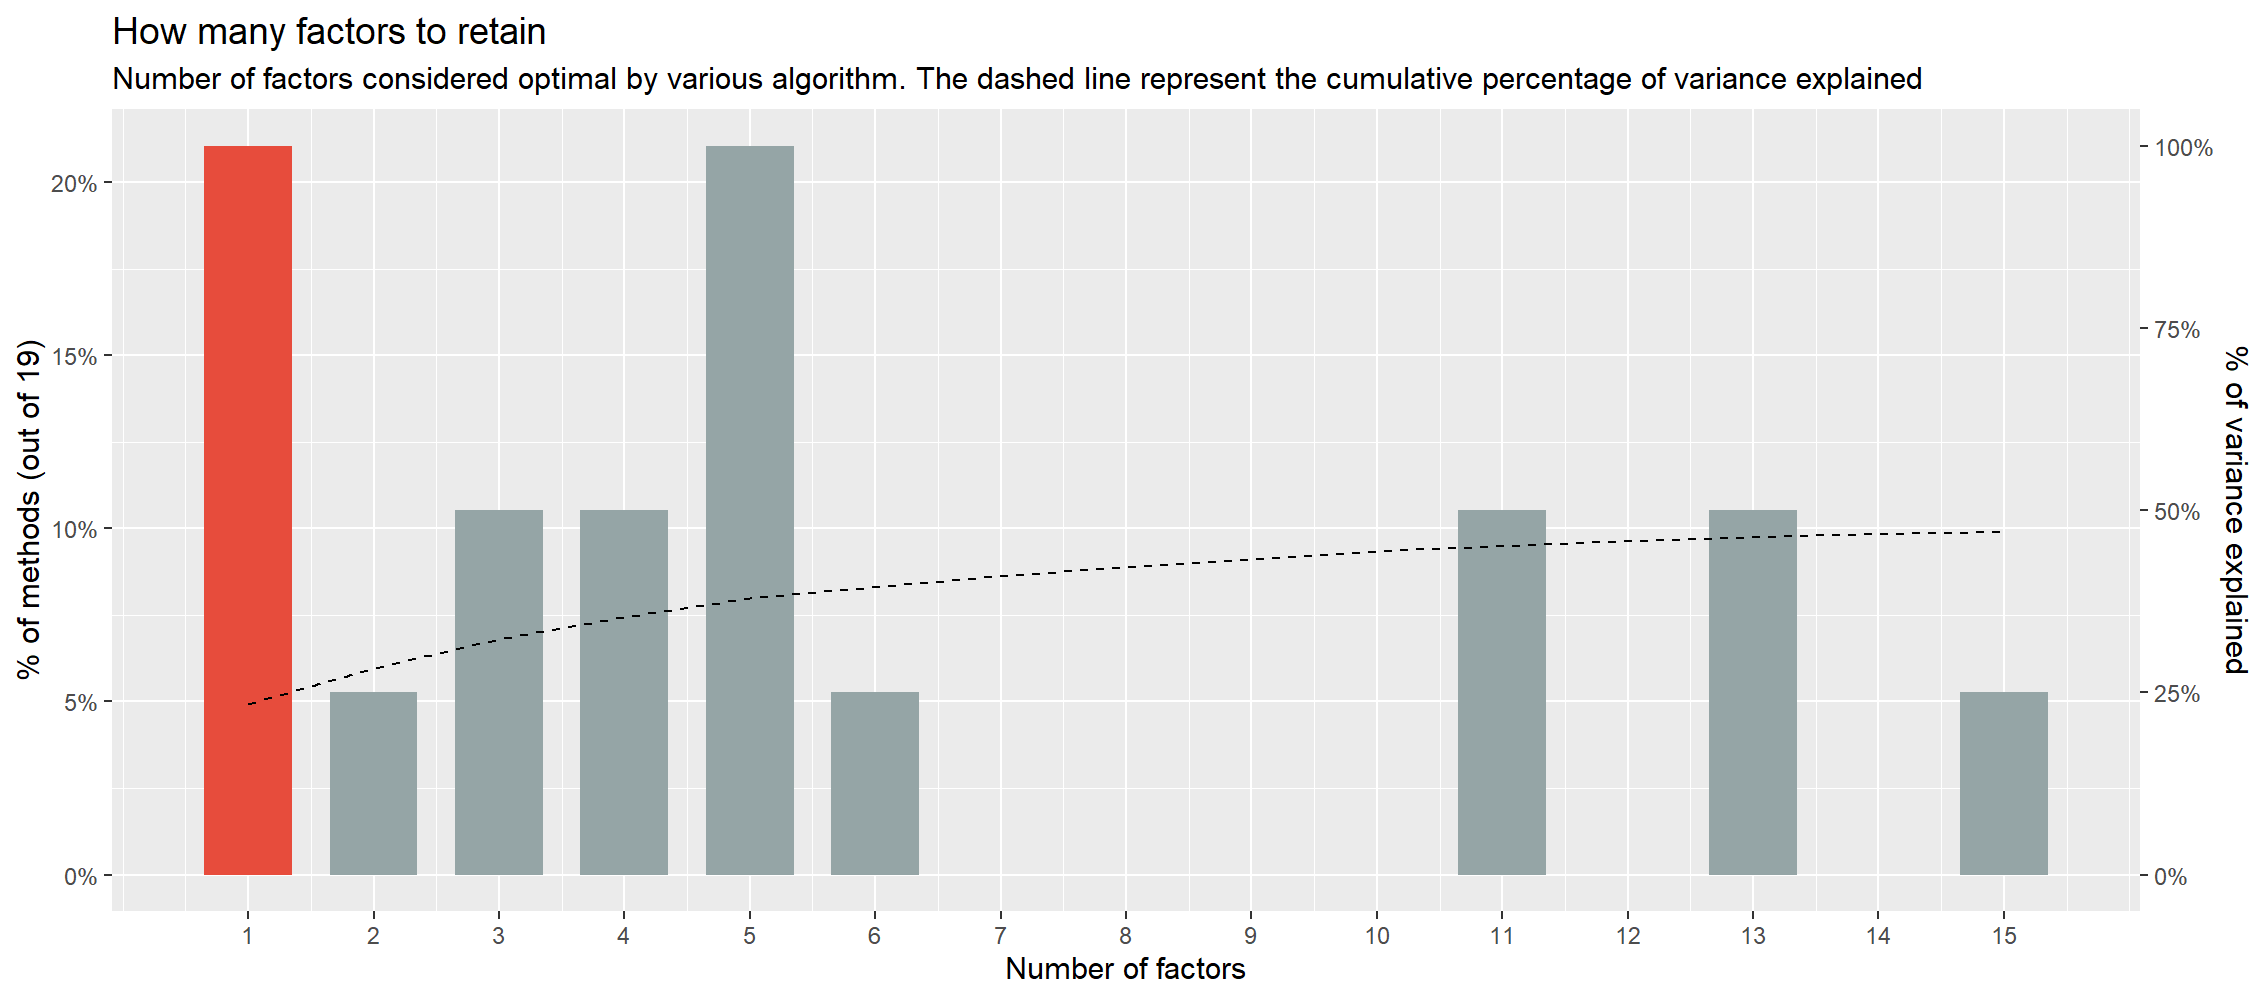 How many factors to retain
Number of factors considered optimal by various algorithm. The dashed line represent the cumulative percentage of variance explained
% of methods (out of 19)
20%
15%
10%
5%
0%
100%
75%
50%
25%
0%
% of variance explained
1 2 3 4 5 6 7 8 9 10 11 12 13 14 15
Number of factors